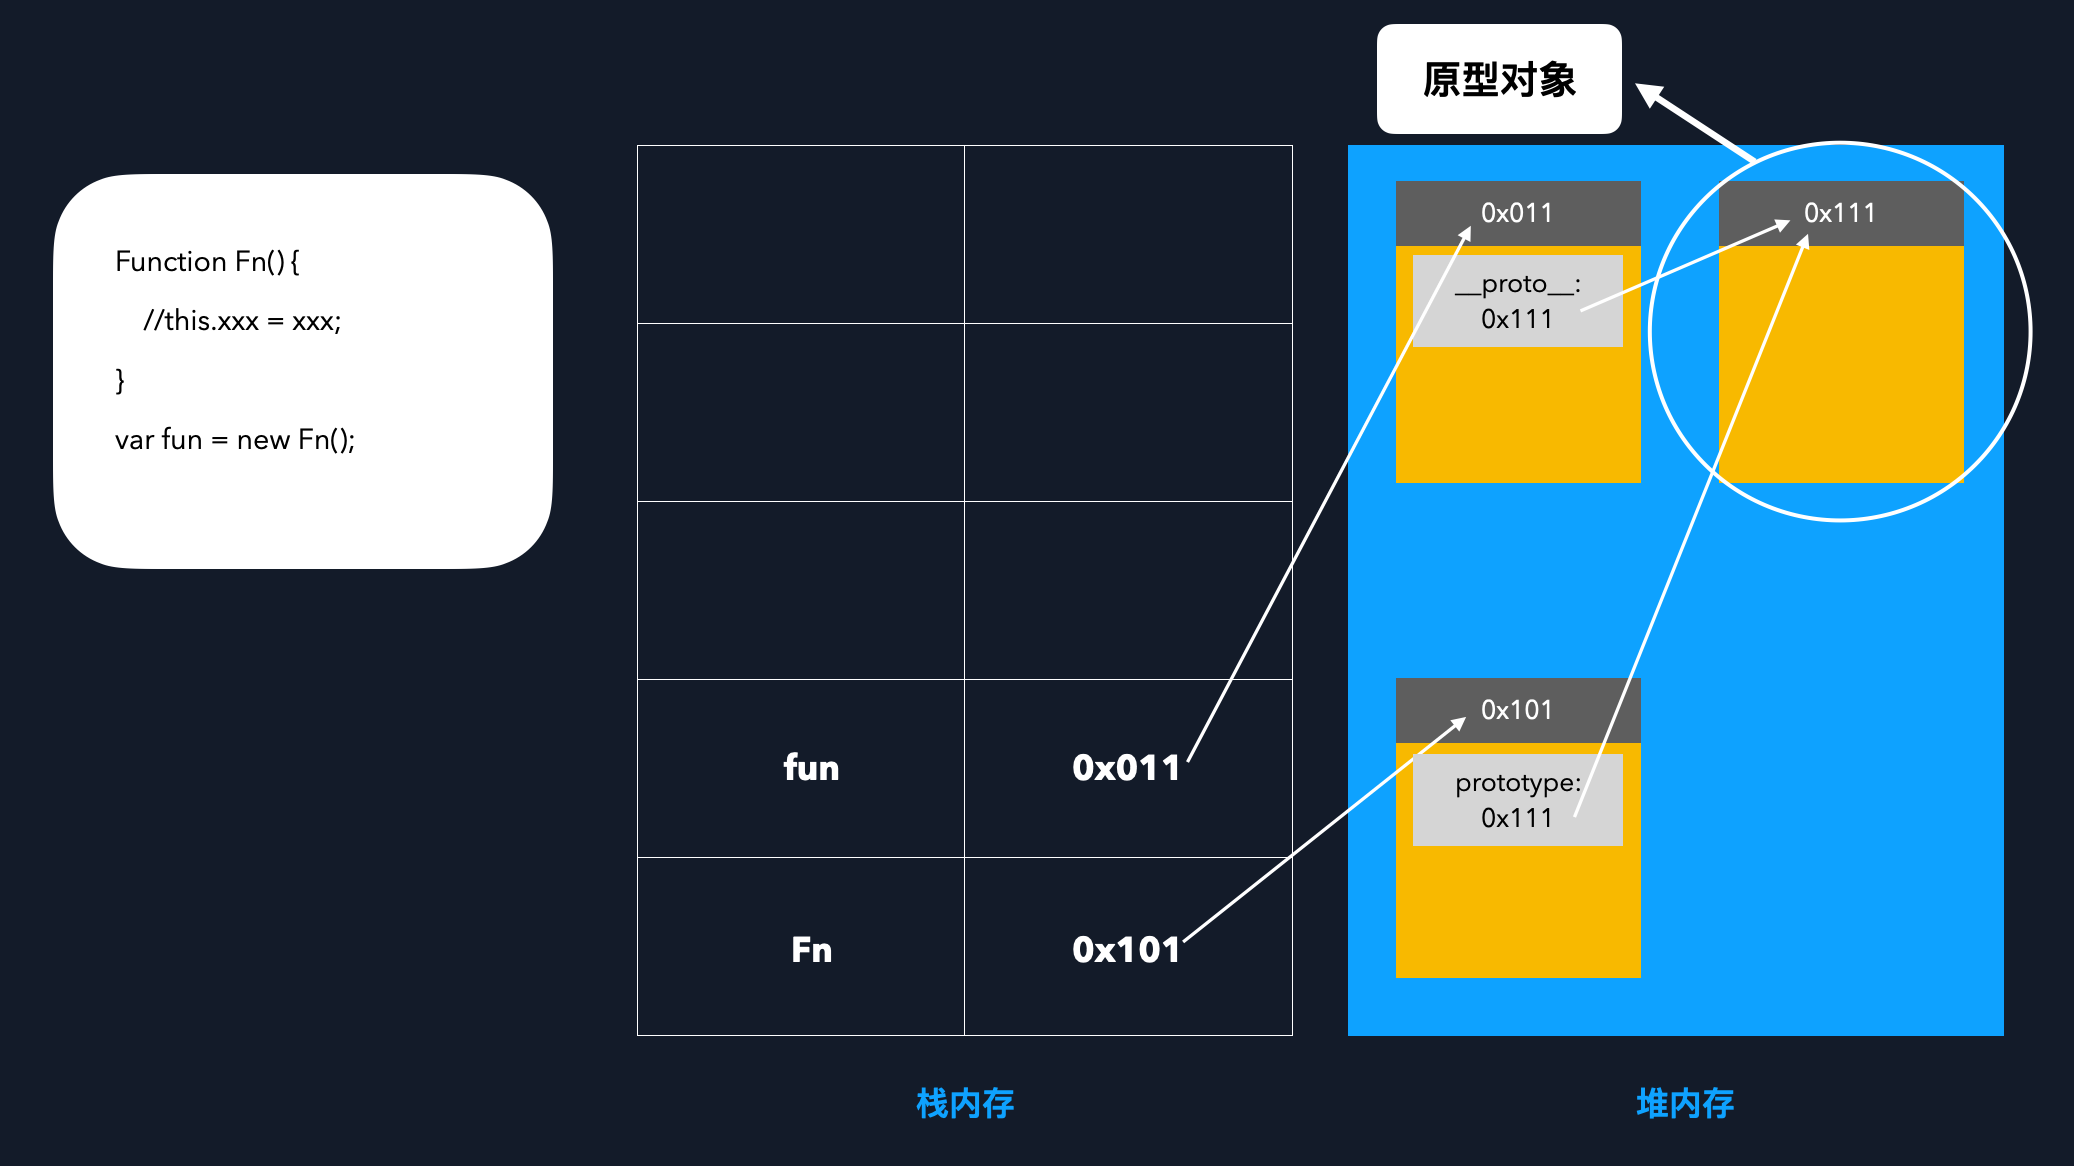 原型对象
Function Fn() {
//this.xxx = xxx;
}
var fun = new Fn();
0x011
0x111
__proto__:
0x111
fun
0x011
Fn
0x101
0x101
prototype:
0x111
栈内存
堆内存